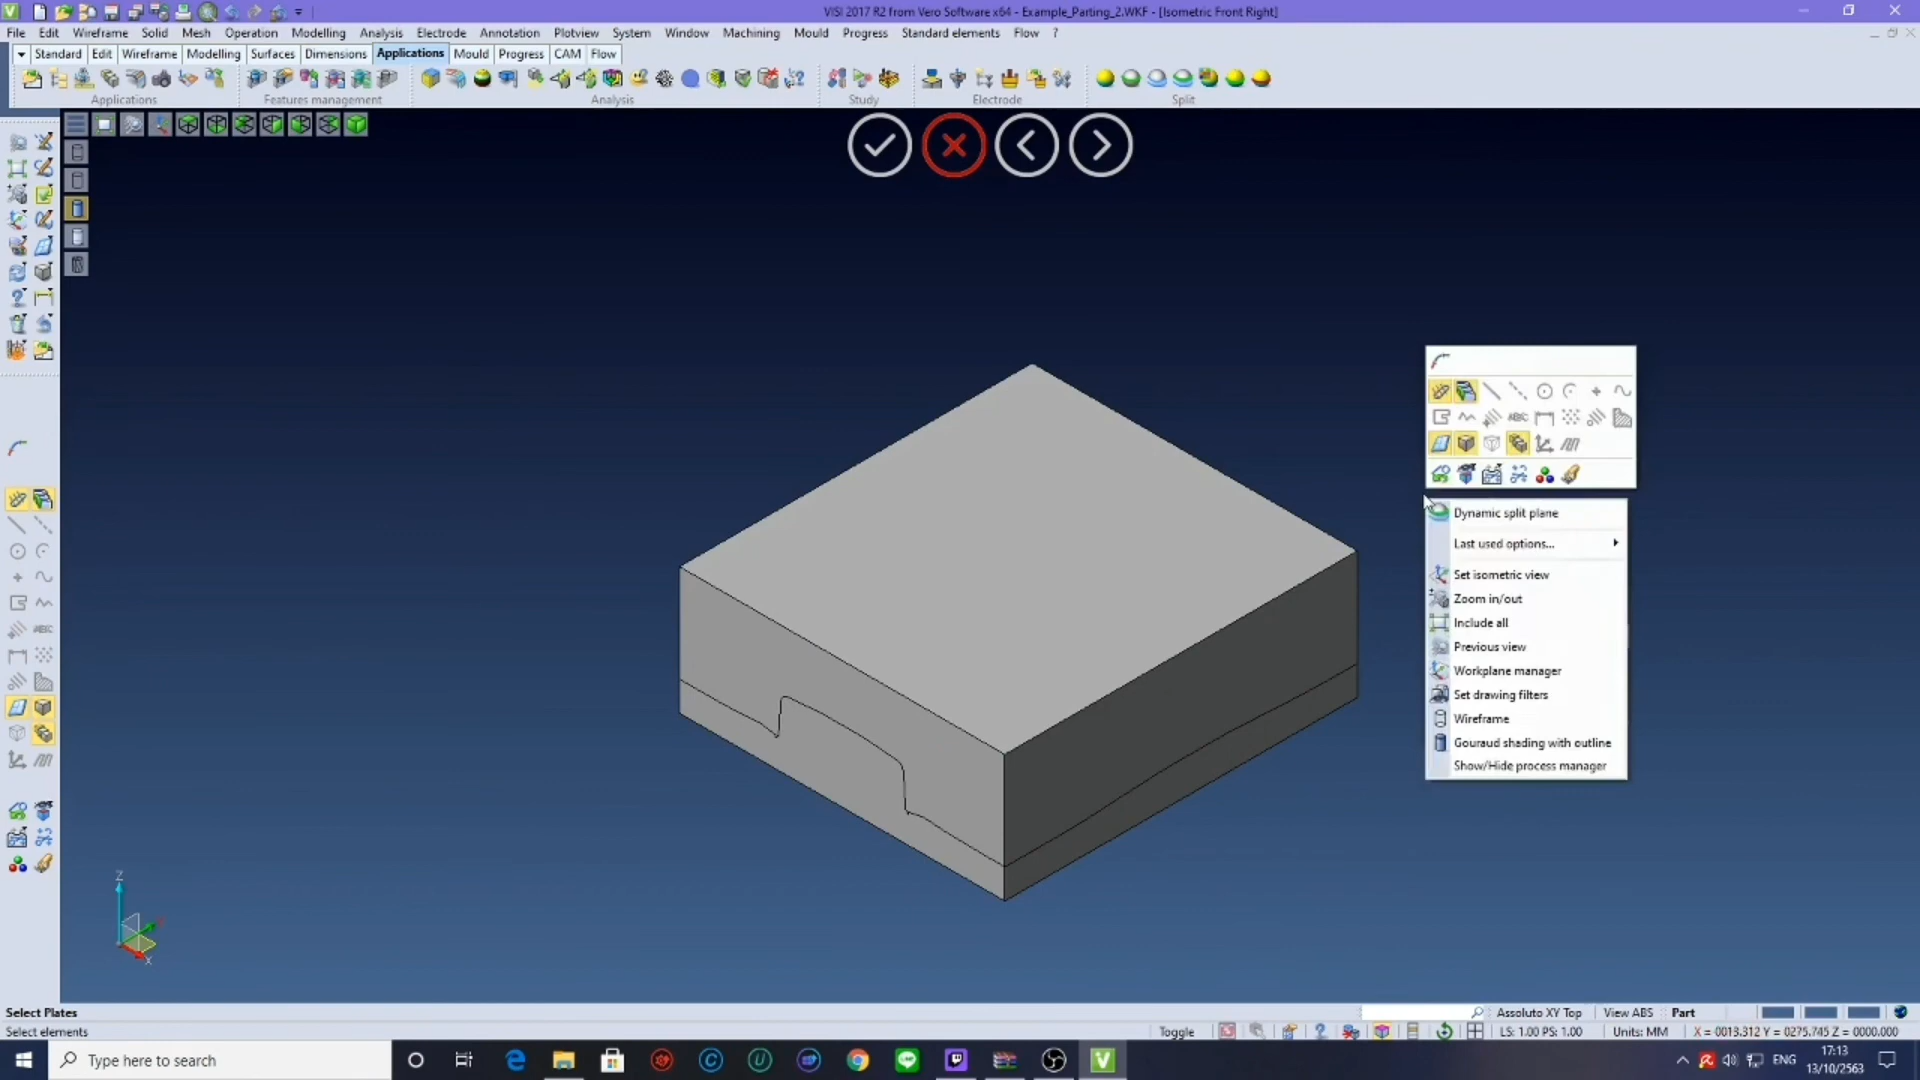 VISI 2017 R2 from Vero Software x64 - Example_Parting_2.WKF - [Isometric Front Right]
File Edit Wireframe Solid Mesh Operation Modelling Analysis Electrode Annotation Plotview System Window Machining Mould Progress Standard elements Flow ?
Standard Edit Wireframe Modelling Surfaces Dimensions Applications Mould Progress CAM Flow
Applications Features management Analysis Study Electrode Split
Dynamic split plane
Last used options...
Set isometric view
Zoom in/out
Include all
Previous view
Workplane manager
Set drawing filters
Wireframe
Gouraud shading with outline
Show/Hide process manager
Z
X
Select Plates
Assoluto XY Top View ABS Part
Select elements
Toggle LS: 1.00 PS: 1.00 Units: MM X = 0013.312 Y = 0275.745 Z = 0000.000
Type here to search
ENG
17:13
13/10/2563